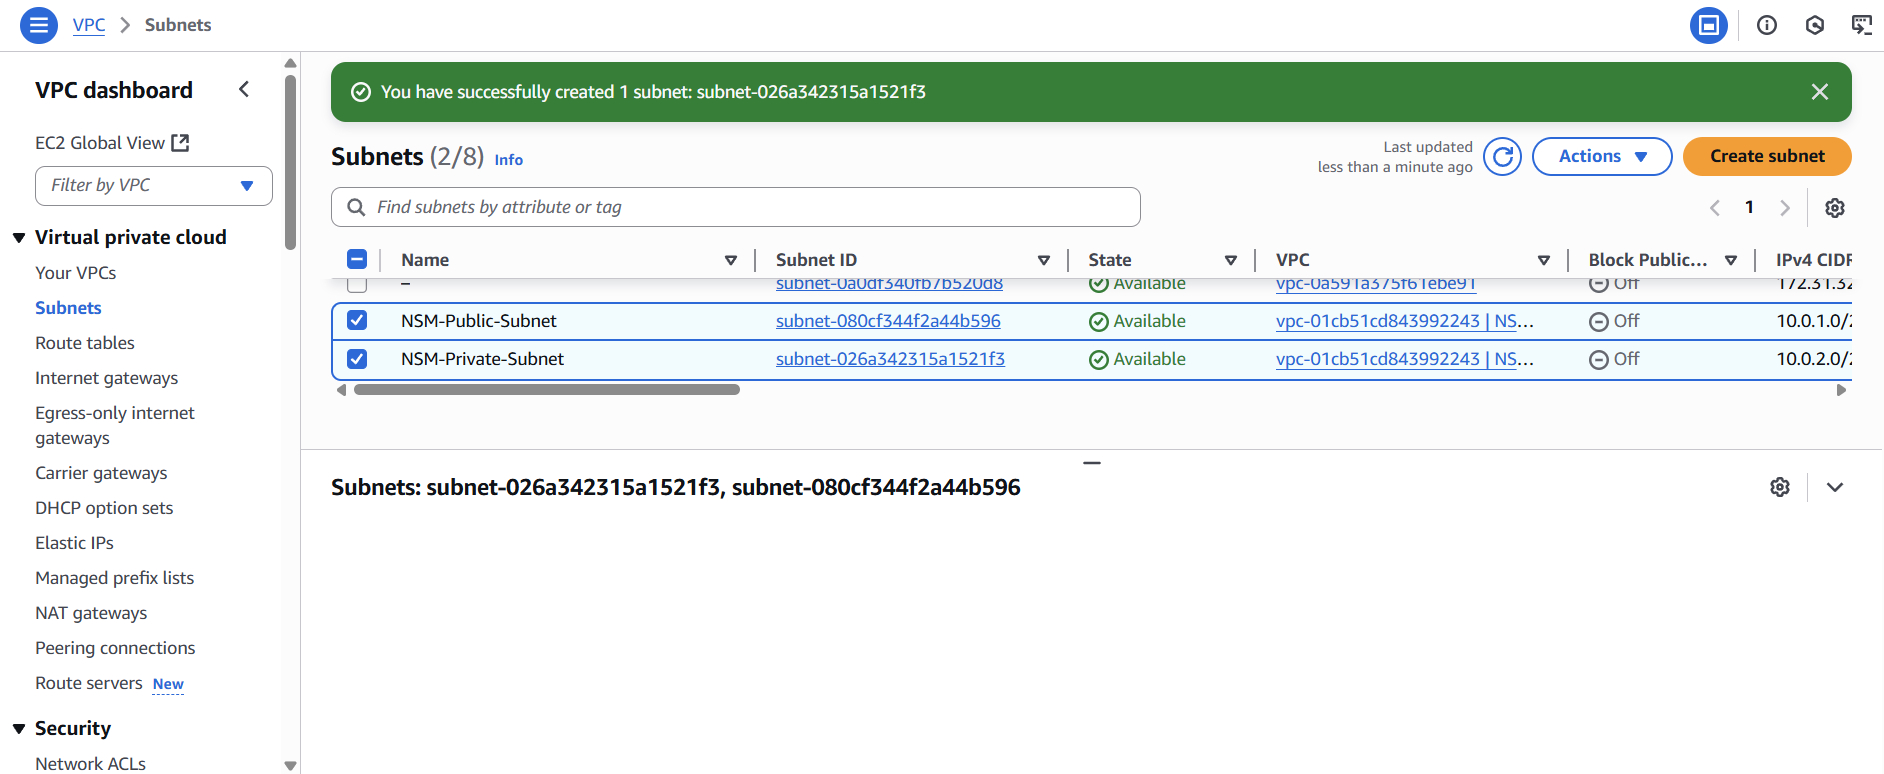 VPC > Subnets
VPC dashboard
EC2 Global View
Filter by VPC
Virtual private cloud
Your VPCs
Subnets
Route tables
Internet gateways
Egress-only internet
gateways
Carrier gateways
DHCP option sets
Elastic IPs
Managed prefix lists
NAT gateways
Peering connections
Route servers New
Security
Network ACLs
You have successfully created 1 subnet: subnet-026a342315a1521f3
Subnets (2/8) Info
Last updated
less than a minute ago
Actions
Create subnet
Find subnets by attribute or tag
1
Name Subnet ID State VPC Block Public... IPv4 CIDR
– subnet-0a0df340fb7b520d8 Available vpc-0a591a375f61ebe91 Off 172.31.32
NSM-Public-Subnet subnet-080cf344f2a44b596 Available vpc-01cb51cd843992243 | NS... Off 10.0.1.0/2
NSM-Private-Subnet subnet-026a342315a1521f3 Available vpc-01cb51cd843992243 | NS... Off 10.0.2.0/2
Subnets: subnet-026a342315a1521f3, subnet-080cf344f2a44b596